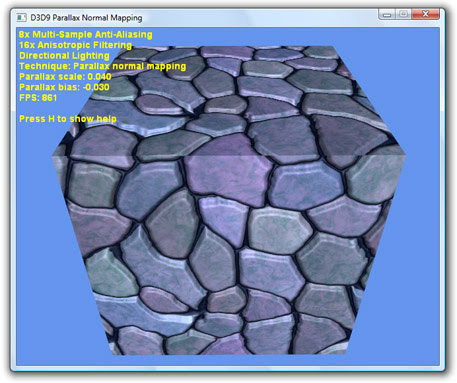 D3D9 Parallax Normal Mapping
8x Multi-Sample Anti-Aliasing
16x Anisotropic Filtering
Directional Lighting
Technique: Parallax normal mapping
Parallax scale: 0.040
Parallax bias: -0.030
FPS: 861
Press H to show help